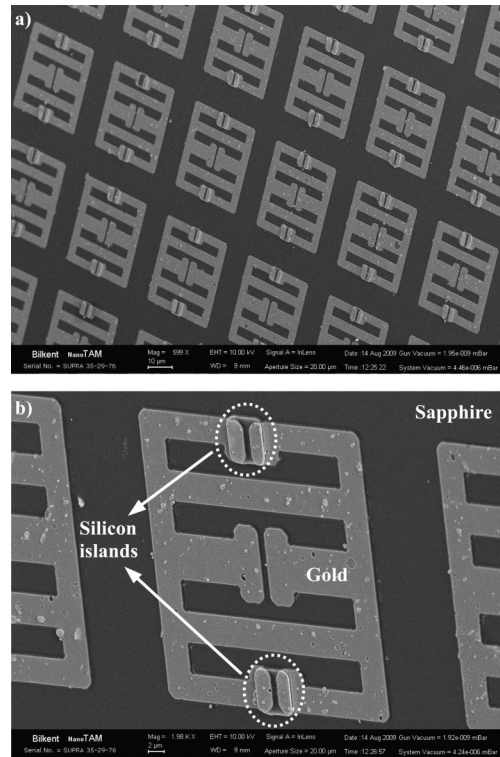 a)
Bilkent NanoTAM
Serial No. = SUPRA 35-29-76
Mag = 599 X
10 µm
EHT = 10.00 kV
WD = 9 mm
Signal A = InLens
Aperture Size = 20.00 µm
Date :14 Aug 2009 Gun Vacuum = 1.95e-009 mBar
Time :12:25:22 System Vacuum = 4.46e-006 mBar
b)
Sapphire
Silicon
islands
Gold
Bilkent NanoTAM
Serial No. = SUPRA 35-29-76
Mag = 1.98 K X
2 µm
EHT = 10.00 kV
WD = 9 mm
Signal A = InLens
Aperture Size = 20.00 µm
Date :14 Aug 2009 Gun Vacuum = 1.92e-009 mBar
Time :12:26:57 System Vacuum = 4.24e-006 mBar